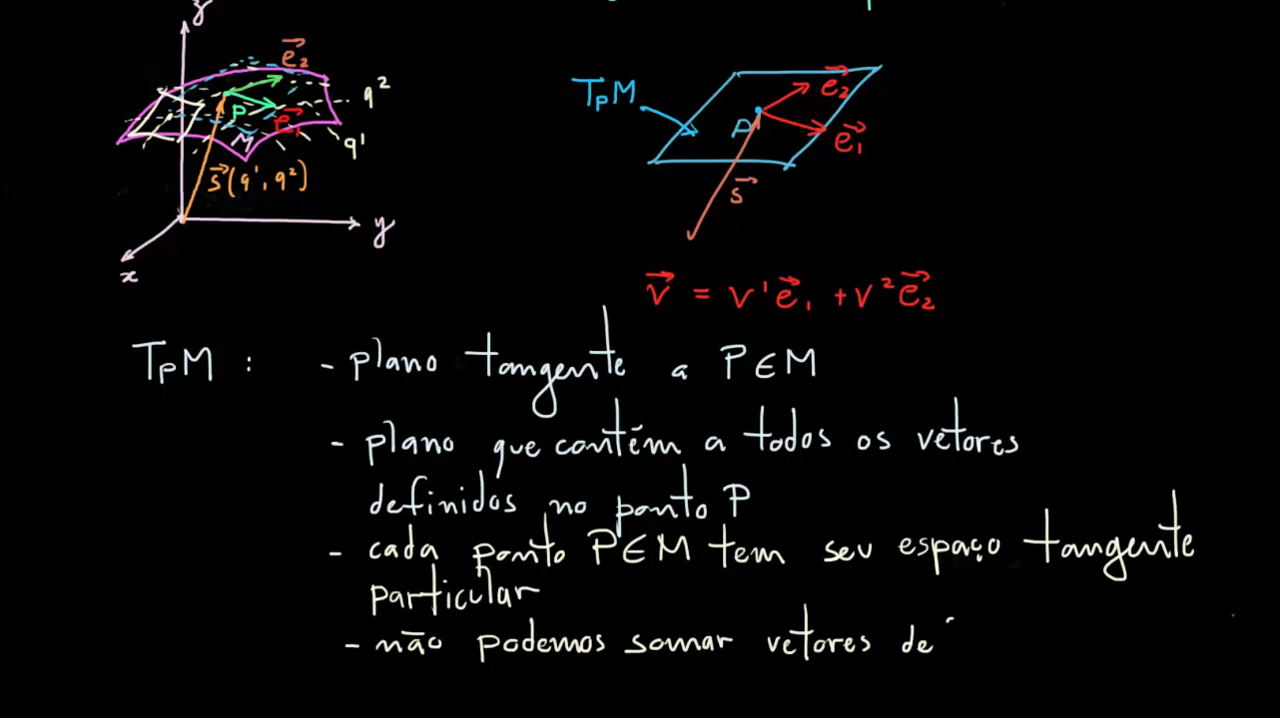 z
e₂
q²
P
e₁
M
q¹
s(q¹, q²)
y
x
TpM
e₂
P
e₁
s
v = v¹e₁ + v²e₂
TpM : - plano tangente a P∈M
- plano que contém a todos os vetores
definidos no ponto P
- cada ponto P∈M tem seu espaço tangente
particular
- não podemos somar vetores de